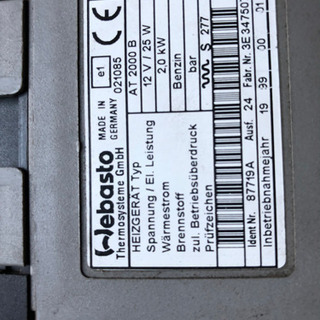 Webasto
Thermosysteme GmbH
MADE IN
GERMANY
e1
021085
HEIZGERÄT Typ AT 2000 B
Spannung / El. Leistung 12 V / 25 W
Wärmestrom 2,0 kW
Brennstoff Benzin
zul. Betriebsüberdruck bar
Prüfzeichen S 277
Ident Nr. 87719A Ausf. 24 Fabr. Nr. 3E 34750
Inbetriebnahmejahr 19 99 00 01